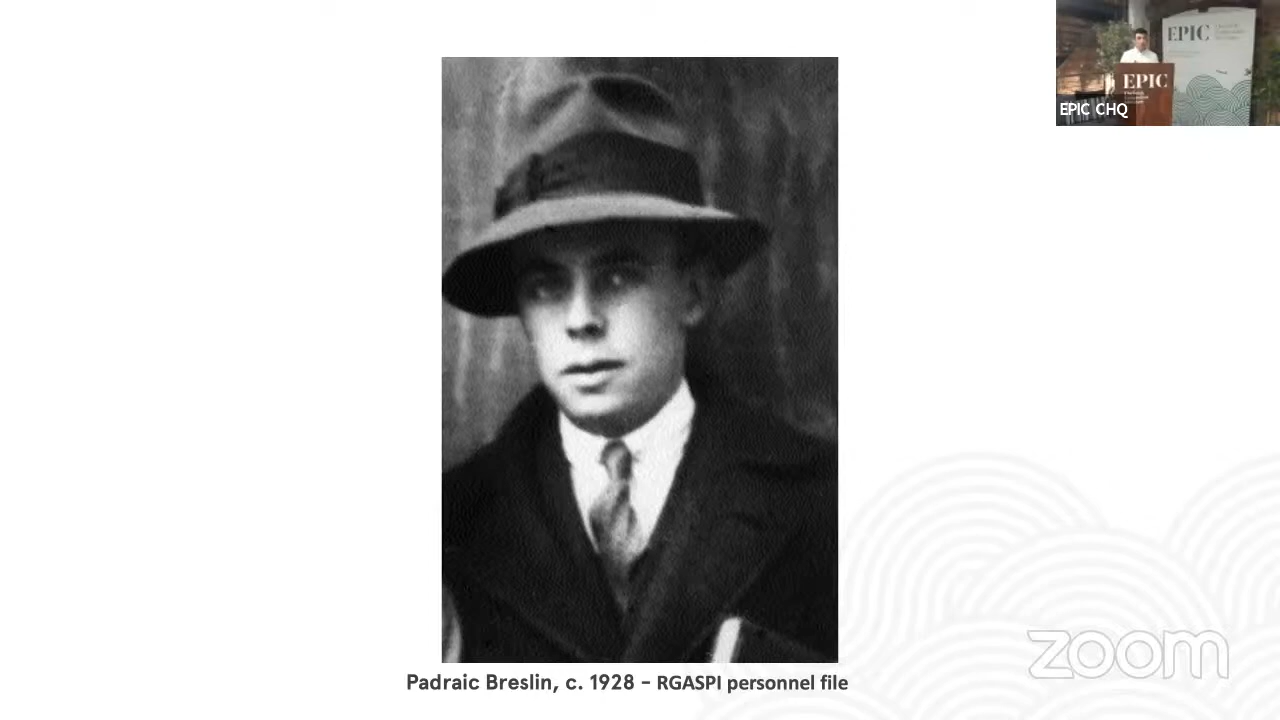 EPIC
EPIC
EPIC CHQ
zoom
Padraic Breslin, c. 1928 – RGASPI personnel file